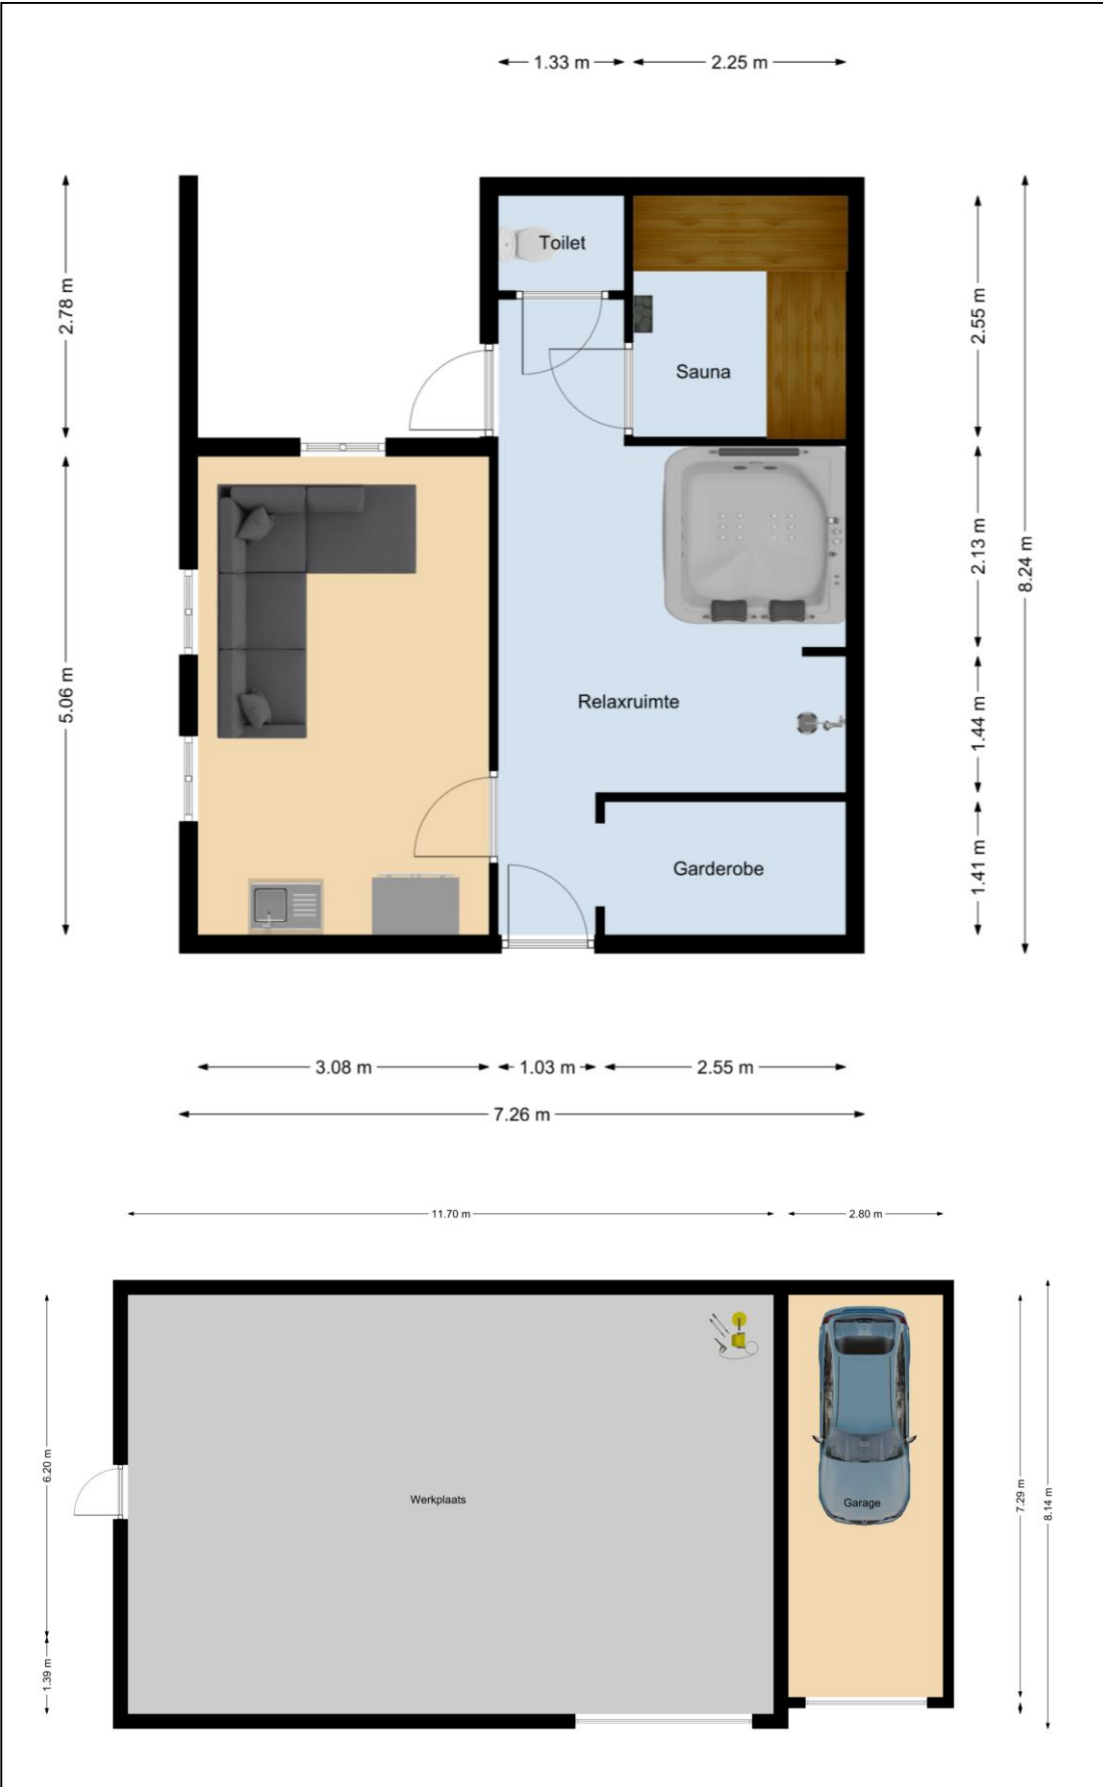 1.33 m
2.25 m
2.78 m
5.06 m
Toilet
Sauna
Relaxruimte
Garderobe
2.55 m
2.13 m
1.44 m
1.41 m
8.24 m
3.08 m
1.03 m
2.55 m
7.26 m
11.70 m
2.80 m
6.20 m
1.39 m
Werkplaats
Garage
7.29 m
8.14 m